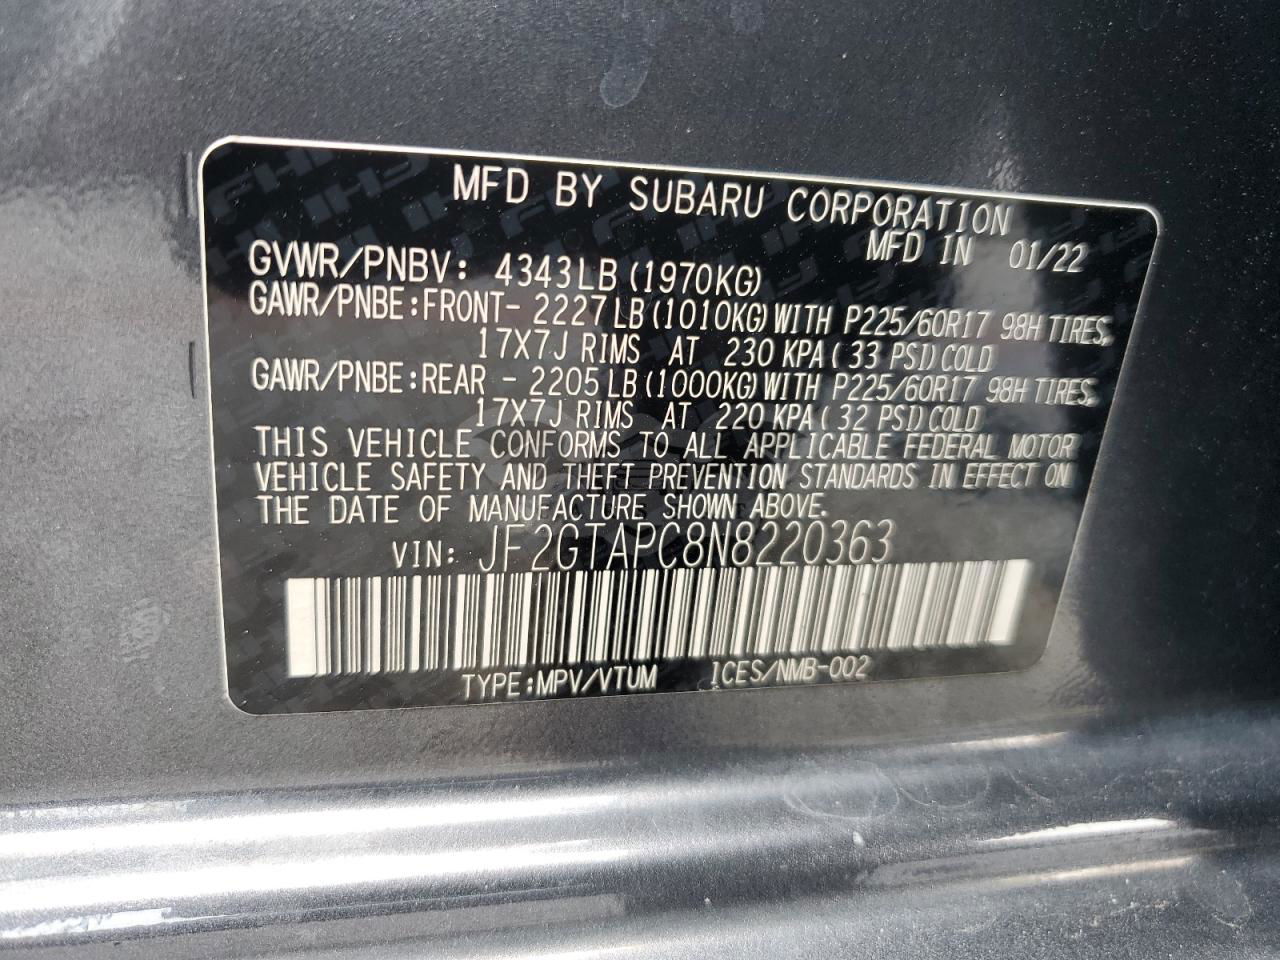 MFD BY SUBARU CORPORATION
MFD IN 01/22
GVWR/PNBV: 4343LB (1970KG)
GAWR/PNBE:FRONT- 2227LB(1010KG)WITH P225/60R17 98H TIRES,
17X7J RIMS AT 230 KPA(33 PSI)COLD
GAWR/PNBE:REAR - 2205LB(1000KG)WITH P225/60R17 98H TIRES,
17X7J RIMS AT 220 KPA(32 PSI)COLD
THIS VEHICLE CONFORMS TO ALL APPLICABLE FEDERAL MOTOR
VEHICLE SAFETY AND THEFT PREVENTION STANDARDS IN EFFECT ON
THE DATE OF MANUFACTURE SHOWN ABOVE.
VIN: JF2GTAPC8N8220363
TYPE:MPV/VTUM ICES/NMB-002